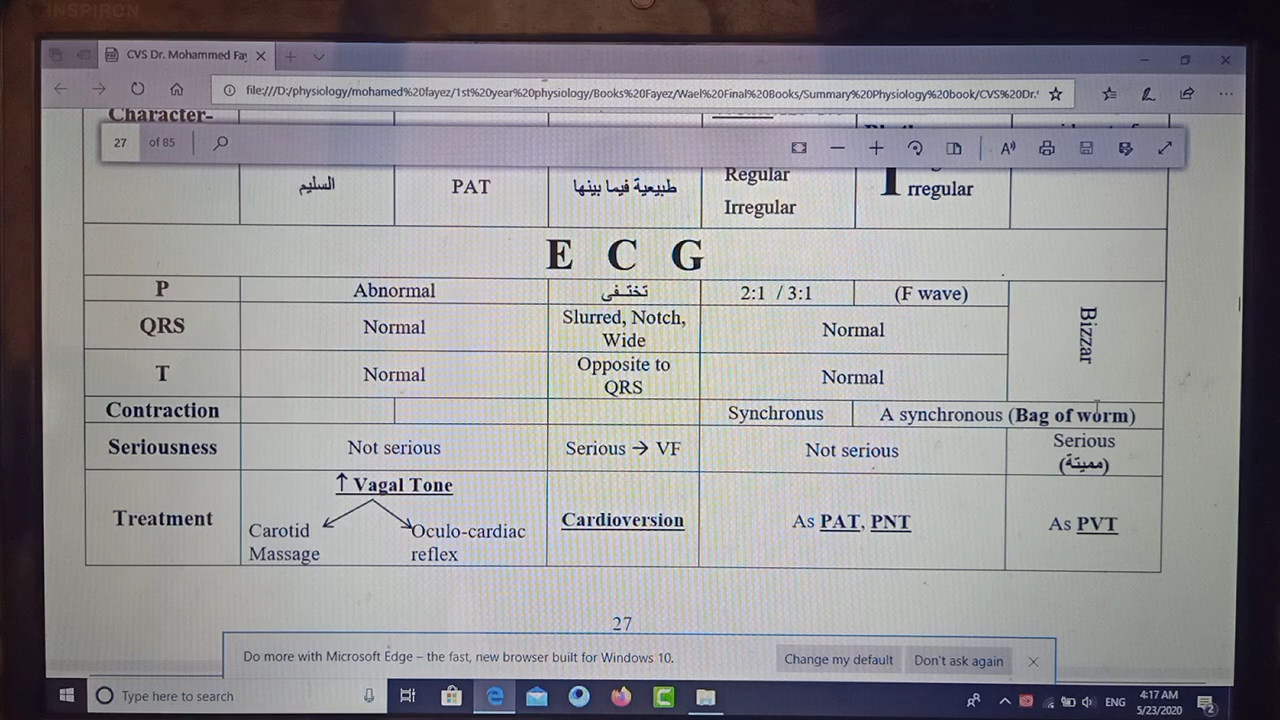 INSPIRON
CVS Dr. Mohammed Fay
file:///D:/physiology/mohamed%20fayez/1st%20year%20physiology/Books%20Fayez/Wael%20Final%20Books/Summary%20Physiology%20book/CVS%20Dr.%
Character-
27 of 85
السليم
PAT
طبيعية فيما بينها
Regular
Irregular
Irregular
E C G
P Abnormal تختفى 2:1 / 3:1 (F wave)
QRS Normal Slurred, Notch, Wide Normal
Bizzar
T Normal Opposite to QRS Normal
Contraction Synchronus A synchronous (Bag of worm)
Seriousness Not serious Serious → VF Not serious Serious (مميتة)
Treatment
↑ Vagal Tone
Carotid Massage
Oculo-cardiac reflex
Cardioversion
As PAT, PNT
As PVT
27
Do more with Microsoft Edge – the fast, new browser built for Windows 10.
Change my default
Don't ask again
Type here to search
ENG
4:17 AM
5/23/2020
2